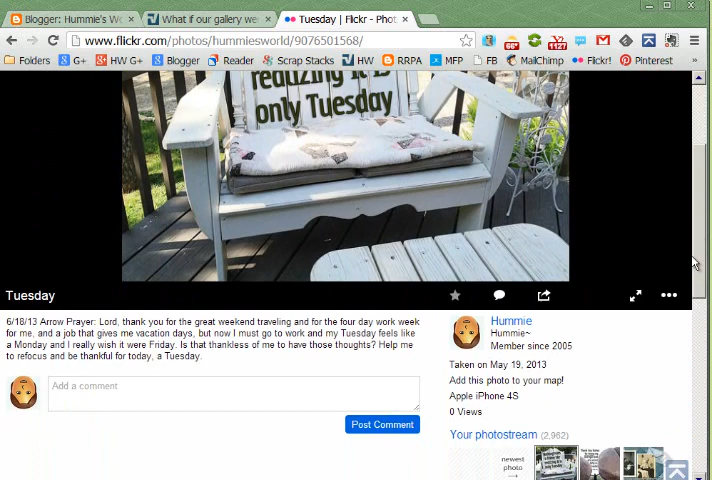 Blogger: Hummie's Wo
What if our gallery we
Tuesday | Flickr - Phot
www.flickr.com/photos/hummiesworld/9076501568/
66°
1127
Folders G+ HW G+ Blogger Reader Scrap Stacks HW RRPA MFP FB MailChimp Flickr! Pinterest »
realizing it is
only Tuesday
Tuesday
6/18/13 Arrow Prayer: Lord, thank you for the great weekend traveling and for the four day work week
for me, and a job that gives me vacation days, but now I must go to work and my Tuesday feels like
a Monday and I really wish it were Friday. Is that thankless of me to have those thoughts? Help me
to refocus and be thankful for today, a Tuesday.
Add a comment
Post Comment
Hummie
Hummie~
Member since 2005
Taken on May 19, 2013
Add this photo to your map!
Apple iPhone 4S
0 Views
Your photostream (2,962)
newest
photo